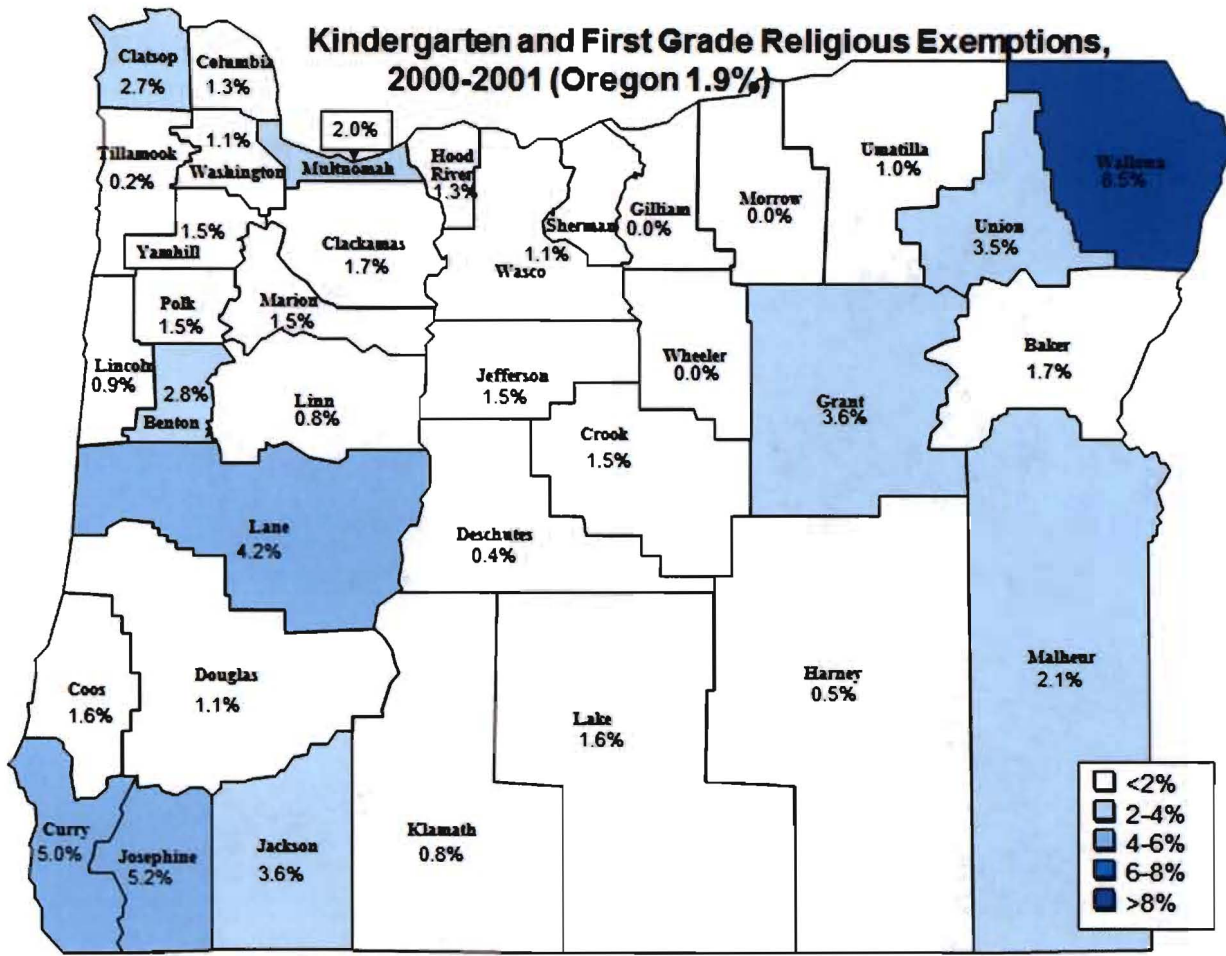 Kindergarten and First Grade Religious Exemptions,
2000-2001 (Oregon 1.9%)
Clatsop
2.7%
Columbia
1.3%
Tillamook
0.2%
1.1%
Washington
2.0%
Multnomah
Hood
River
1.3%
1.5%
Yamhill
Clackamas
1.7%
Sherman
1.1%
Wasco
Gilliam
0.0%
Morrow
0.0%
Umatilla
1.0%
Union
3.5%
Wallowa
8.5%
Polk
1.5%
Marion
1.5%
Lincoln
0.9%
2.8%
Benton
Linn
0.8%
Jefferson
1.5%
Wheeler
0.0%
Grant
3.6%
Baker
1.7%
Crook
1.5%
Lane
4.2%
Deschutes
0.4%
Coos
1.6%
Douglas
1.1%
Lake
1.6%
Harney
0.5%
Malheur
2.1%
Curry
5.0%
Josephine
5.2%
Jackson
3.6%
Klamath
0.8%
<2%
2-4%
4-6%
6-8%
>8%